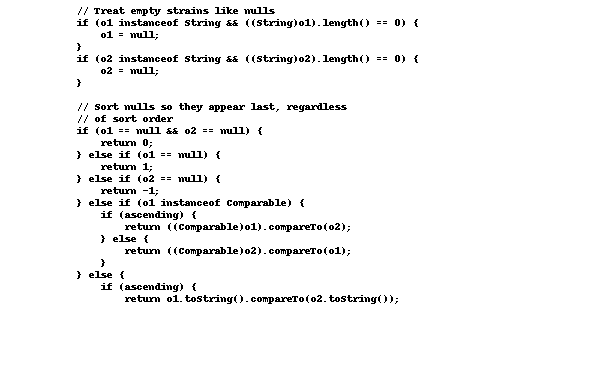 // Treat empty strains like nulls
if (o1 instanceof String && ((String)o1).length() == 0) {
    o1 = null;
}
if (o2 instanceof String && ((String)o2).length() == 0) {
    o2 = null;
}

// Sort nulls so they appear last, regardless
// of sort order
if (o1 == null && o2 == null) {
    return 0;
} else if (o1 == null) {
    return 1;
} else if (o2 == null) {
    return -1;
} else if (o1 instanceof Comparable) {
    if (ascending) {
        return ((Comparable)o1).compareTo(o2);
    } else {
        return ((Comparable)o2).compareTo(o1);
    }
} else {
    if (ascending) {
        return o1.toString().compareTo(o2.toString());